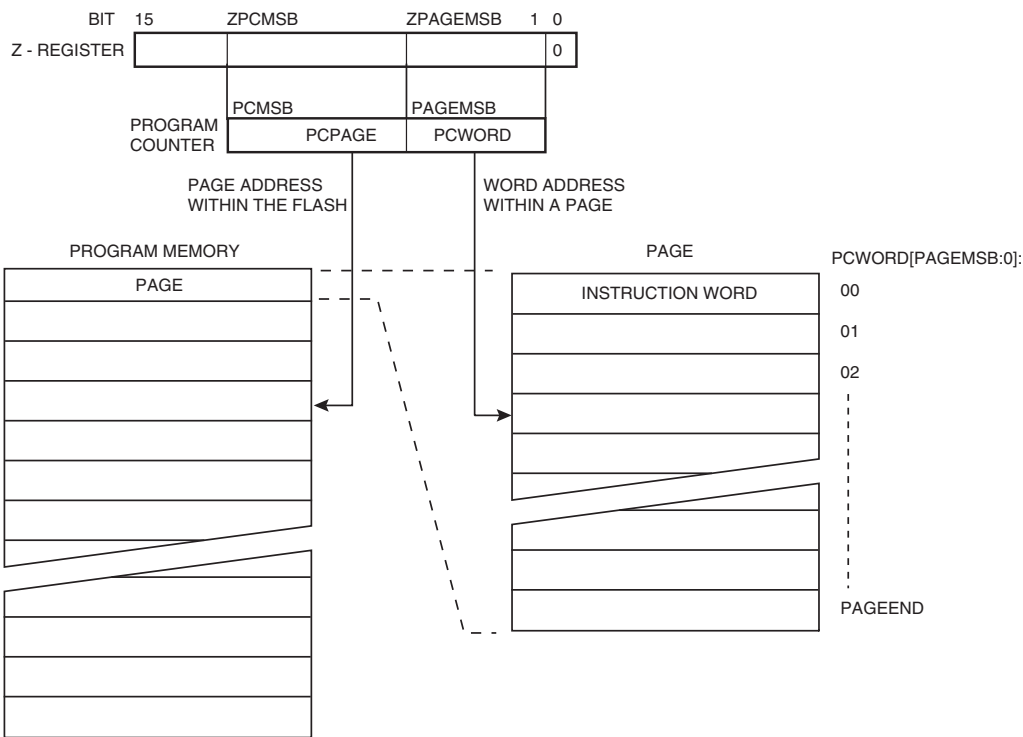 BIT 15 ZPCMSB ZPAGEMSB 1 0
Z - REGISTER 0
PCMSB PAGEMSB
PROGRAM
COUNTER
PCPAGE PCWORD
PAGE ADDRESS
WITHIN THE FLASH
WORD ADDRESS
WITHIN A PAGE
PROGRAM MEMORY
PAGE
PAGE
INSTRUCTION WORD
PCWORD[PAGEMSB:0]:
00
01
02
PAGEEND